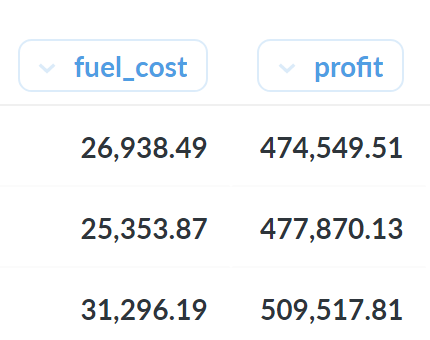 fuel_cost profit
26,938.49 474,549.51
25,353.87 477,870.13
31,296.19 509,517.81